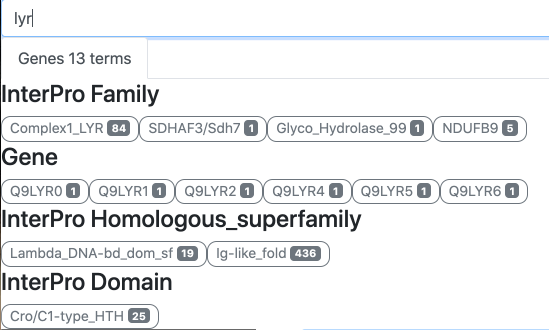 lyr
Genes 13 terms
InterPro Family
Complex1_LYR 84 SDHAF3/Sdh7 1 Glyco_Hydrolase_99 1 NDUFB9 5
Gene
Q9LYR0 1 Q9LYR1 1 Q9LYR2 1 Q9LYR4 1 Q9LYR5 1 Q9LYR6 1
InterPro Homologous_superfamily
Lambda_DNA-bd_dom_sf 19 Ig-like_fold 436
InterPro Domain
Cro/C1-type_HTH 25